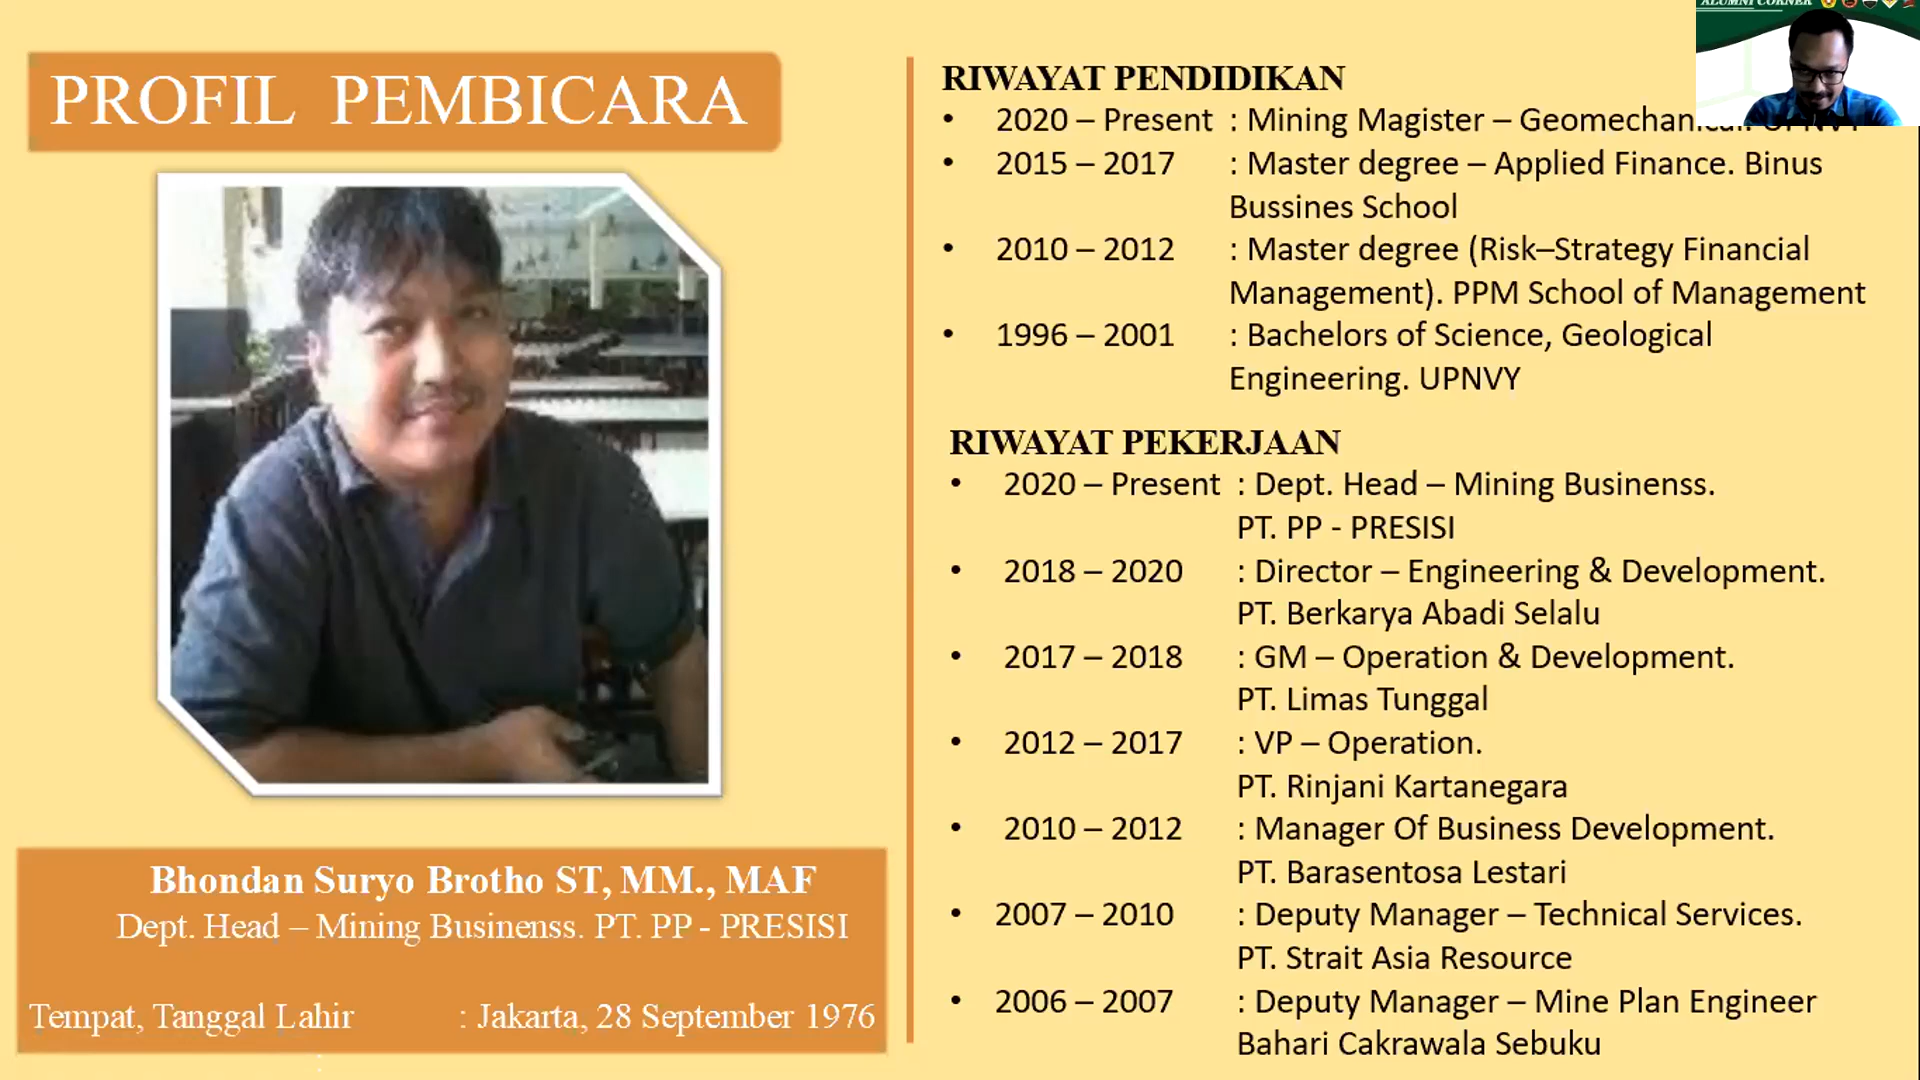 ALUMNI CORNER
PROFIL PEMBICARA
Bhondan Suryo Brotho ST, MM., MAF
Dept. Head – Mining Businenss. PT. PP - PRESISI
Tempat, Tanggal Lahir : Jakarta, 28 September 1976
:
RIWAYAT PENDIDIKAN
• 2020 – Present : Mining Magister – Geomechanical. UPNVY
• 2015 – 2017 : Master degree – Applied Finance. Binus
Bussines School
• 2010 – 2012 : Master degree (Risk–Strategy Financial
Management). PPM School of Management
• 1996 – 2001 : Bachelors of Science, Geological
Engineering. UPNVY
RIWAYAT PEKERJAAN
• 2020 – Present : Dept. Head – Mining Businenss.
PT. PP - PRESISI
• 2018 – 2020 : Director – Engineering & Development.
PT. Berkarya Abadi Selalu
• 2017 – 2018 : GM – Operation & Development.
PT. Limas Tunggal
• 2012 – 2017 : VP – Operation.
PT. Rinjani Kartanegara
• 2010 – 2012 : Manager Of Business Development.
PT. Barasentosa Lestari
• 2007 – 2010 : Deputy Manager – Technical Services.
PT. Strait Asia Resource
• 2006 – 2007 : Deputy Manager – Mine Plan Engineer
Bahari Cakrawala Sebuku